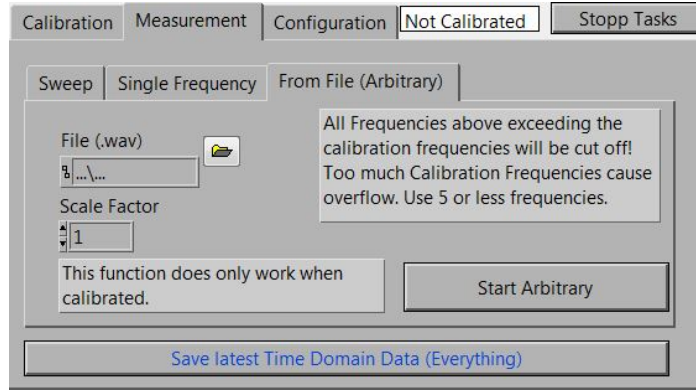 Calibration Measurement Configuration Not Calibrated Stopp Tasks
Sweep Single Frequency From File (Arbitrary)
File (.wav)
...\...
Scale Factor
1
This function does only work when
calibrated.
All Frequencies above exceeding the
calibration frequencies will be cut off!
Too much Calibration Frequencies cause
overflow. Use 5 or less frequencies.
Start Arbitrary
Save latest Time Domain Data (Everything)